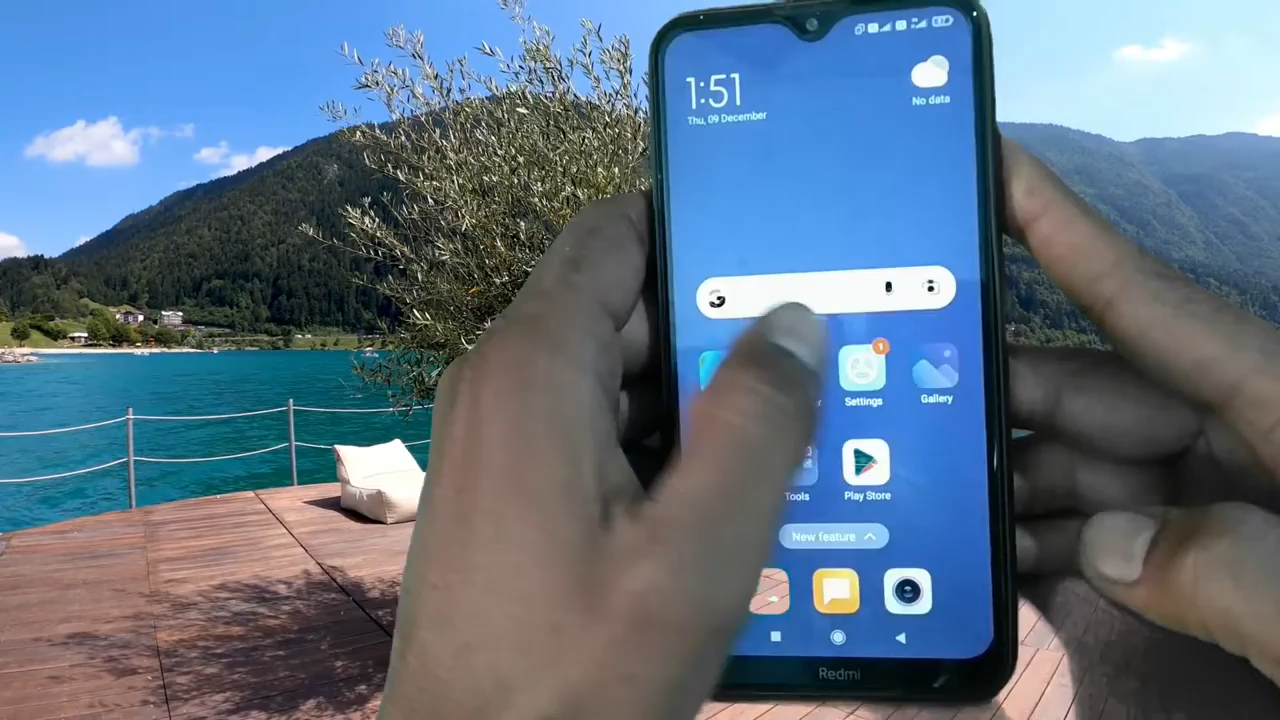 1:51
Thu, 09 December
No data
Settings
1
Gallery
Tools
Play Store
New feature
Redmi